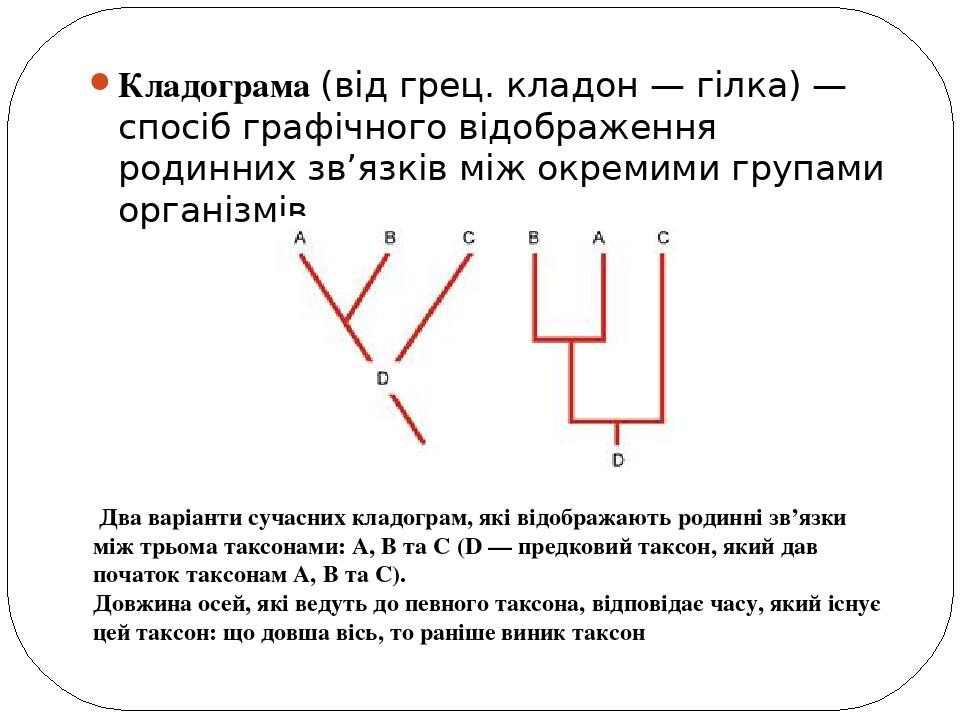 Кладограма (від грец. кладон — гілка) —
спосіб графічного відображення
родинних зв’язків між окремими групами
організмів
A B C B A C
D
D
Два варіанти сучасних кладограм, які відображають родинні зв’язки
між трьома таксонами: А, В та С (D — предковий таксон, який дав
початок таксонам А, В та С).
Довжина осей, які ведуть до певного таксона, відповідає часу, який існує
цей таксон: що довша вісь, то раніше виник таксон